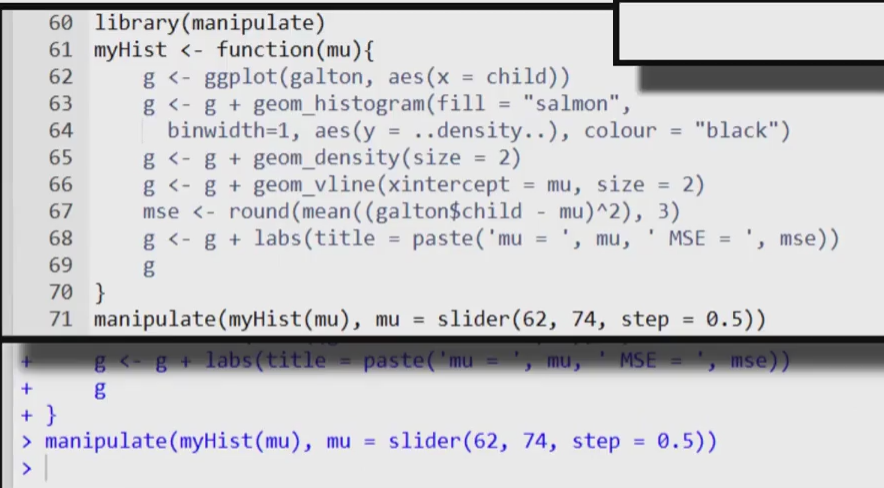 60 library(manipulate)
61 myHist <- function(mu){
62 g <- ggplot(galton, aes(x = child))
63 g <- g + geom_histogram(fill = "salmon",
64 binwidth=1, aes(y = ..density..), colour = "black")
65 g <- g + geom_density(size = 2)
66 g <- g + geom_vline(xintercept = mu, size = 2)
67 mse <- round(mean((galton$child - mu)^2), 3)
68 g <- g + labs(title = paste('mu = ', mu, ' MSE = ', mse))
69 g
70 }
71 manipulate(myHist(mu), mu = slider(62, 74, step = 0.5))
+ g <- g + labs(title = paste('mu = ', mu, ' MSE = ', mse))
+ g
+ }
> manipulate(myHist(mu), mu = slider(62, 74, step = 0.5))
>